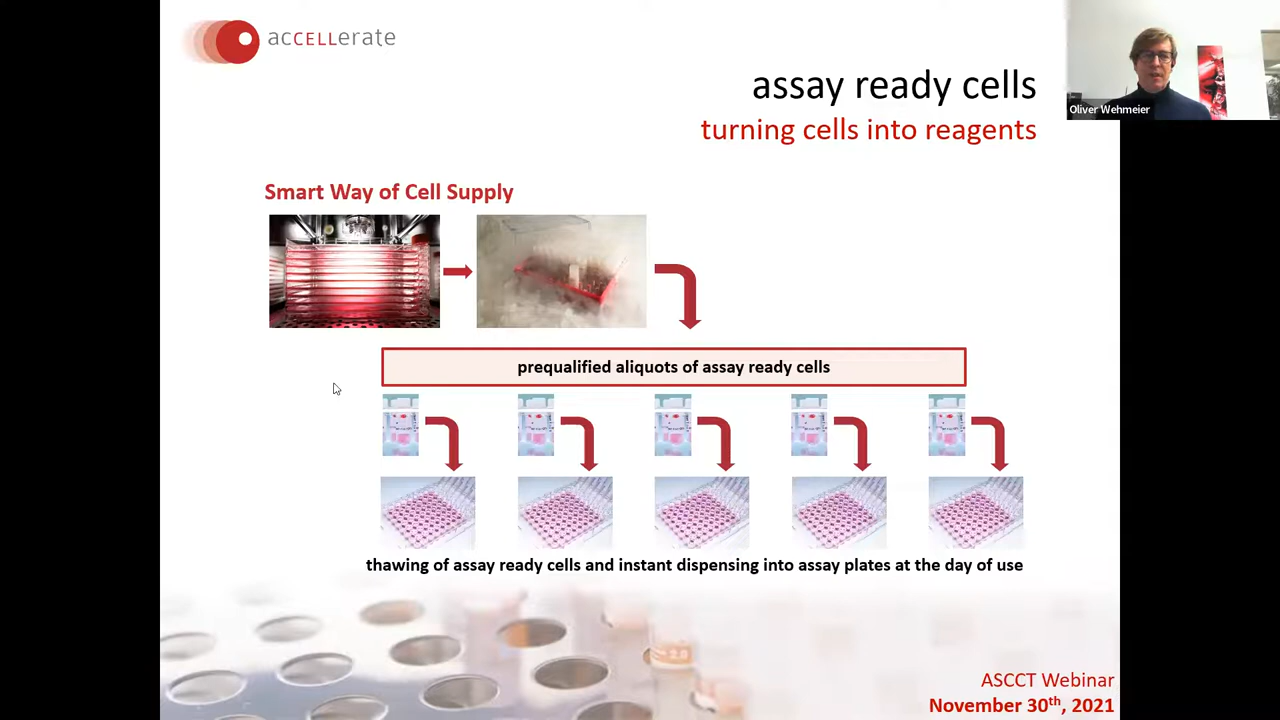 acCELLerate
assay ready cells
turning cells into reagents
Oliver Wehmeier
Smart Way of Cell Supply
prequalified aliquots of assay ready cells
thawing of assay ready cells and instant dispensing into assay plates at the day of use
2.0
ASCCT Webinar
November 30th, 2021